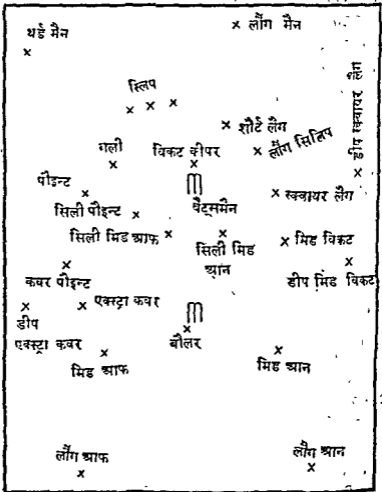 थर्ड मैन
लौंग मैन
स्लिप
शौर्ट लैग
लौंग सिलिप
डीप स्क्वायर लैग
गली
विकट कीपर
पौइन्ट
बैट्समैन
स्क्वायर लैग
सिली पौइन्ट
सिली मिड आफ
सिली मिड
आन
मिड विकट
कवर पौइन्ट
डीप मिड विकट
एक्स्ट्रा कवर
डीप
एक्स्ट्रा कवर
बौलर
मिड आफ
मिड आन
लौंग आफ
लौंग आन